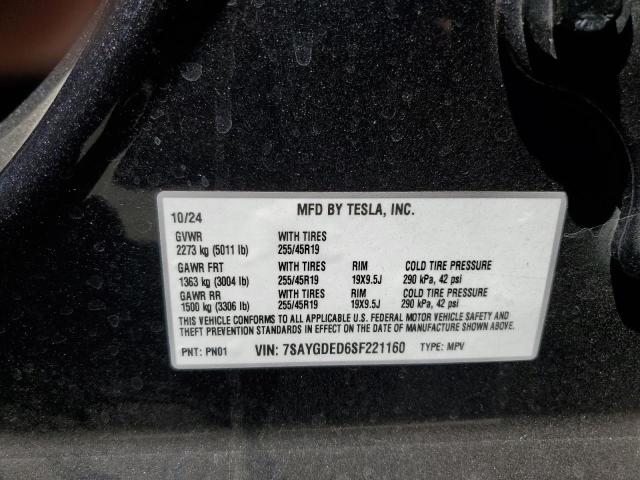 10/24 MFD BY TESLA, INC.
GVWR WITH TIRES
2273 kg (5011 lb) 255/45R19
GAWR FRT WITH TIRES RIM COLD TIRE PRESSURE
1363 kg (3004 lb) 255/45R19 19X9.5J 290 kPa, 42 psi
GAWR RR WITH TIRES RIM COLD TIRE PRESSURE
1500 kg (3306 lb) 255/45R19 19X9.5J 290 kPa, 42 psi
THIS VEHICLE CONFORMS TO ALL APPLICABLE U.S. FEDERAL MOTOR VEHICLE SAFETY AND
THEFT PREVENTION STANDARDS IN EFFECT ON THE DATE OF MANUFACTURE SHOWN ABOVE.
PNT: PN01 VIN: 7SAYGDED6SF221160 TYPE: MPV